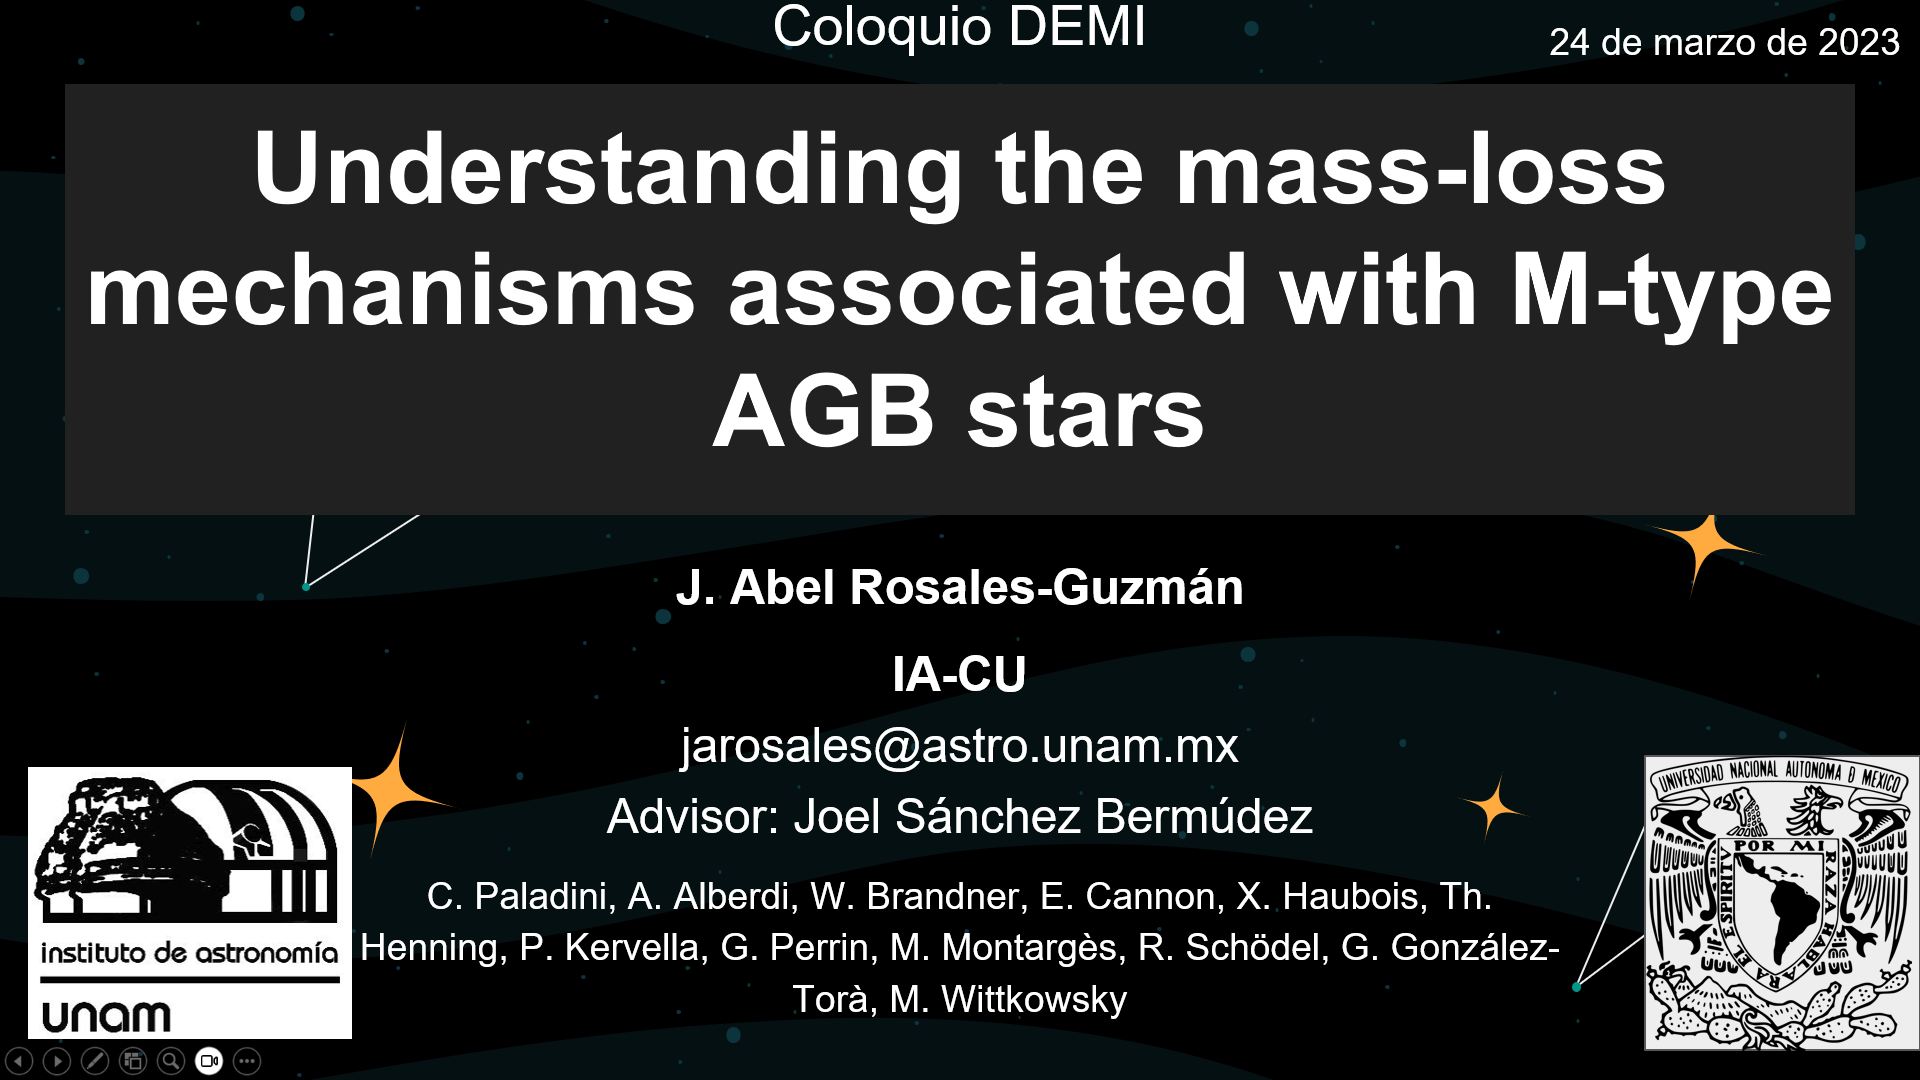 Coloquio DEMI
24 de marzo de 2023
Understanding the mass-loss
mechanisms associated with M-type
AGB stars
J. Abel Rosales-Guzmán
IA-CU
jarosales@astro.unam.mx
Advisor: Joel Sánchez Bermúdez
C. Paladini, A. Alberdi, W. Brandner, E. Cannon, X. Haubois, Th.
Henning, P. Kervella, G. Perrin, M. Montargès, R. Schödel, G. González-
Torà, M. Wittkowsky
instituto de astronomía
unam
UNIVERSIDAD NACIONAL AUTONOMA D MEXICO
POR MI RAZA HABLARA EL ESPIRITV